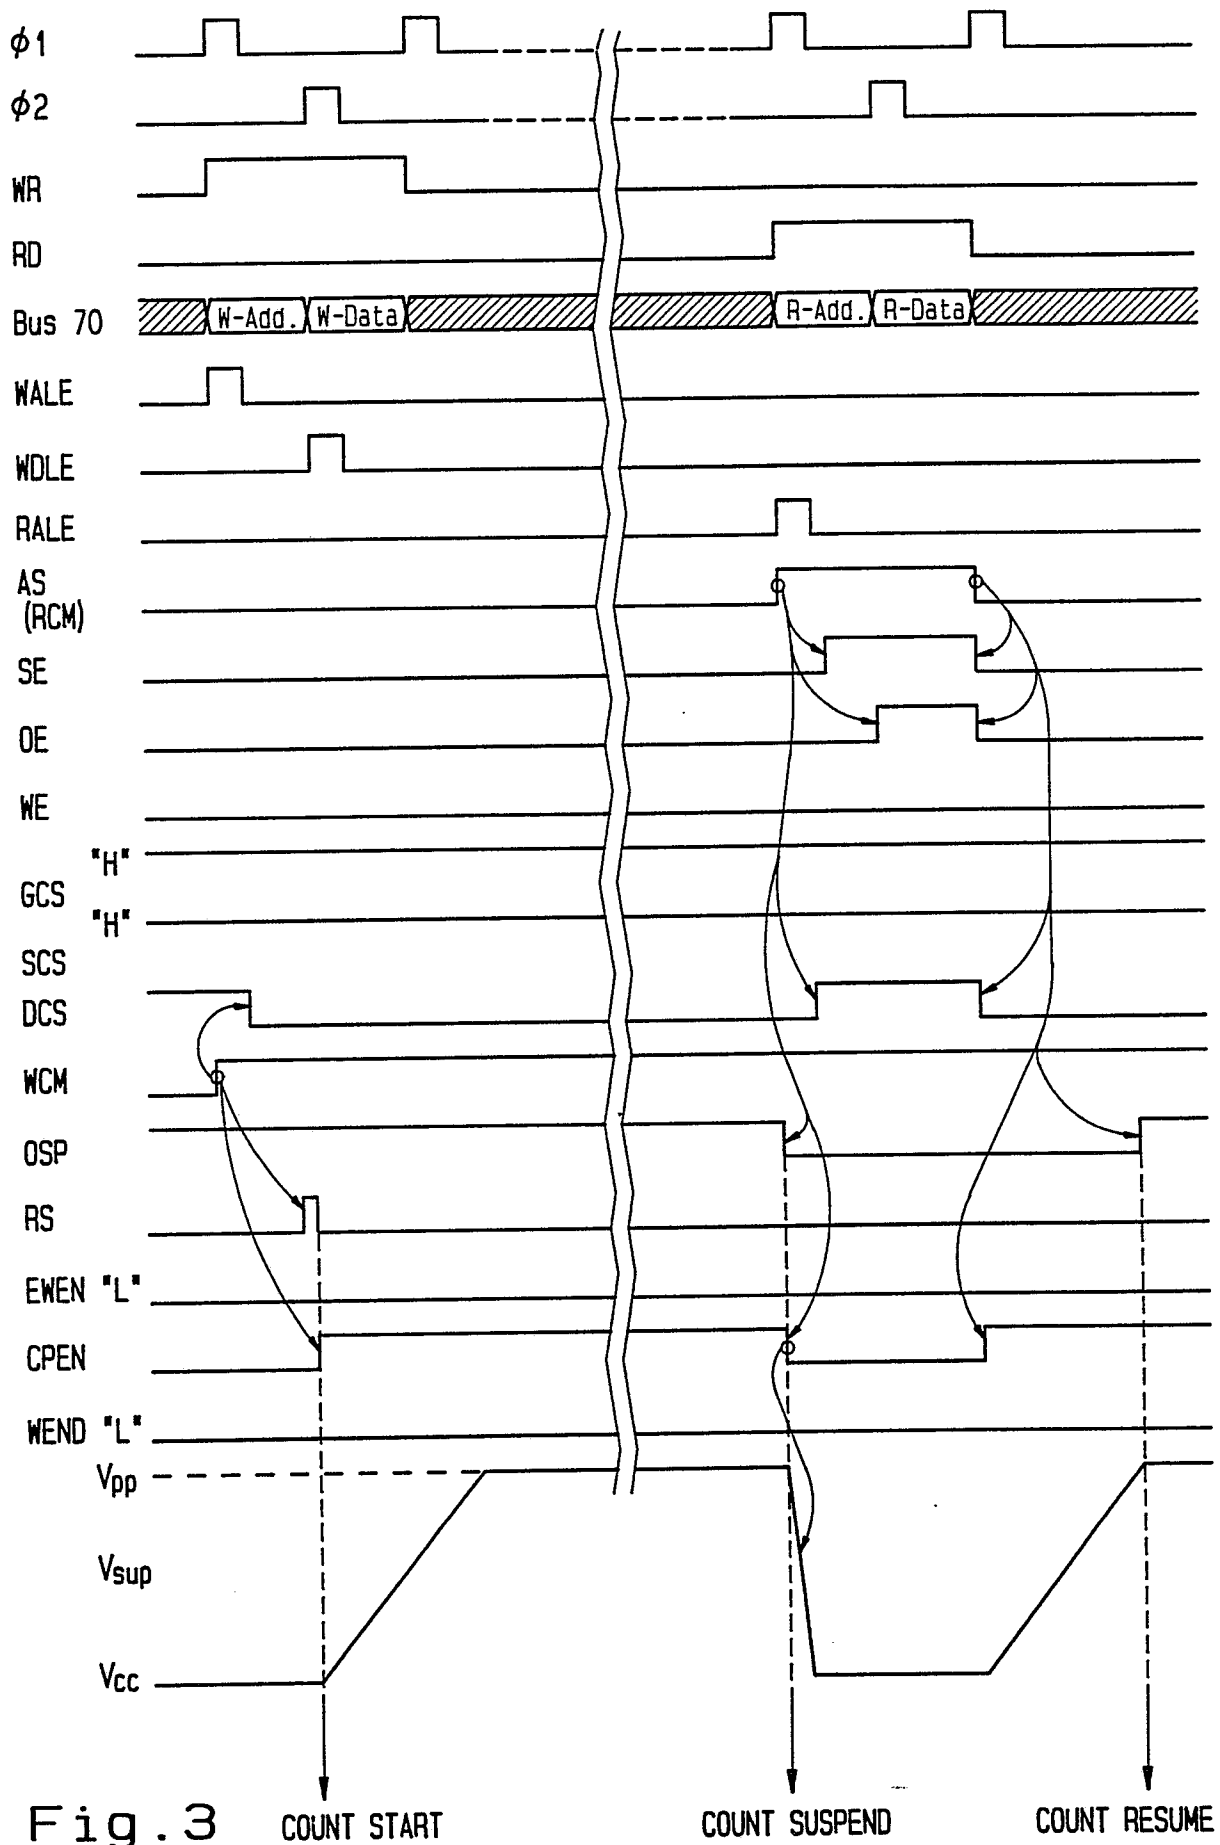 ϕ1
ϕ2
WR
RD
Bus 70 W-Add. W-Data R-Add. R-Data
WALE
WDLE
RALE
AS
(RCM)
SE
OE
WE
"H"
GCS
"H"
SCS
DCS
WCM
OSP
RS
EWEN "L"
CPEN
WEND "L"
Vpp
Vsup
Vcc
Fig.3 COUNT START COUNT SUSPEND COUNT RESUME